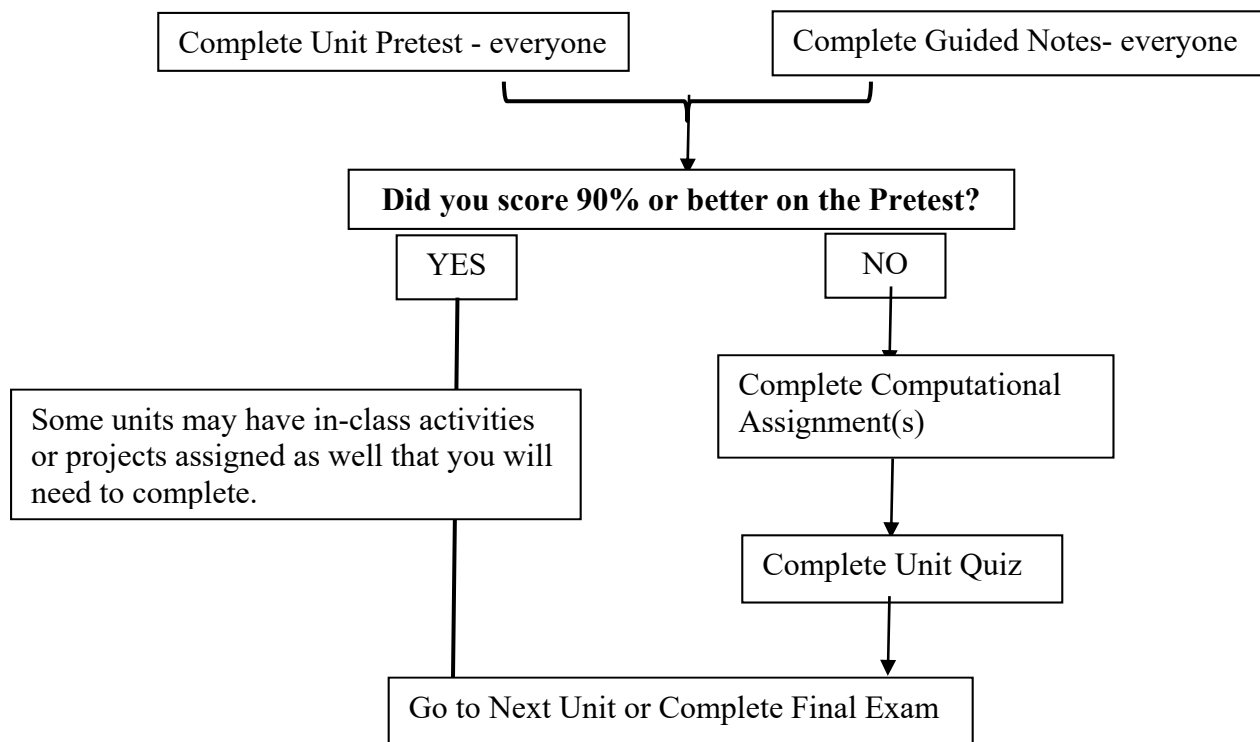 Complete Unit Pretest - everyone
Complete Guided Notes- everyone
Did you score 90% or better on the Pretest?
YES
NO
Some units may have in-class activities
or projects assigned as well that you will
need to complete.
Complete Computational
Assignment(s)
Complete Unit Quiz
Go to Next Unit or Complete Final Exam